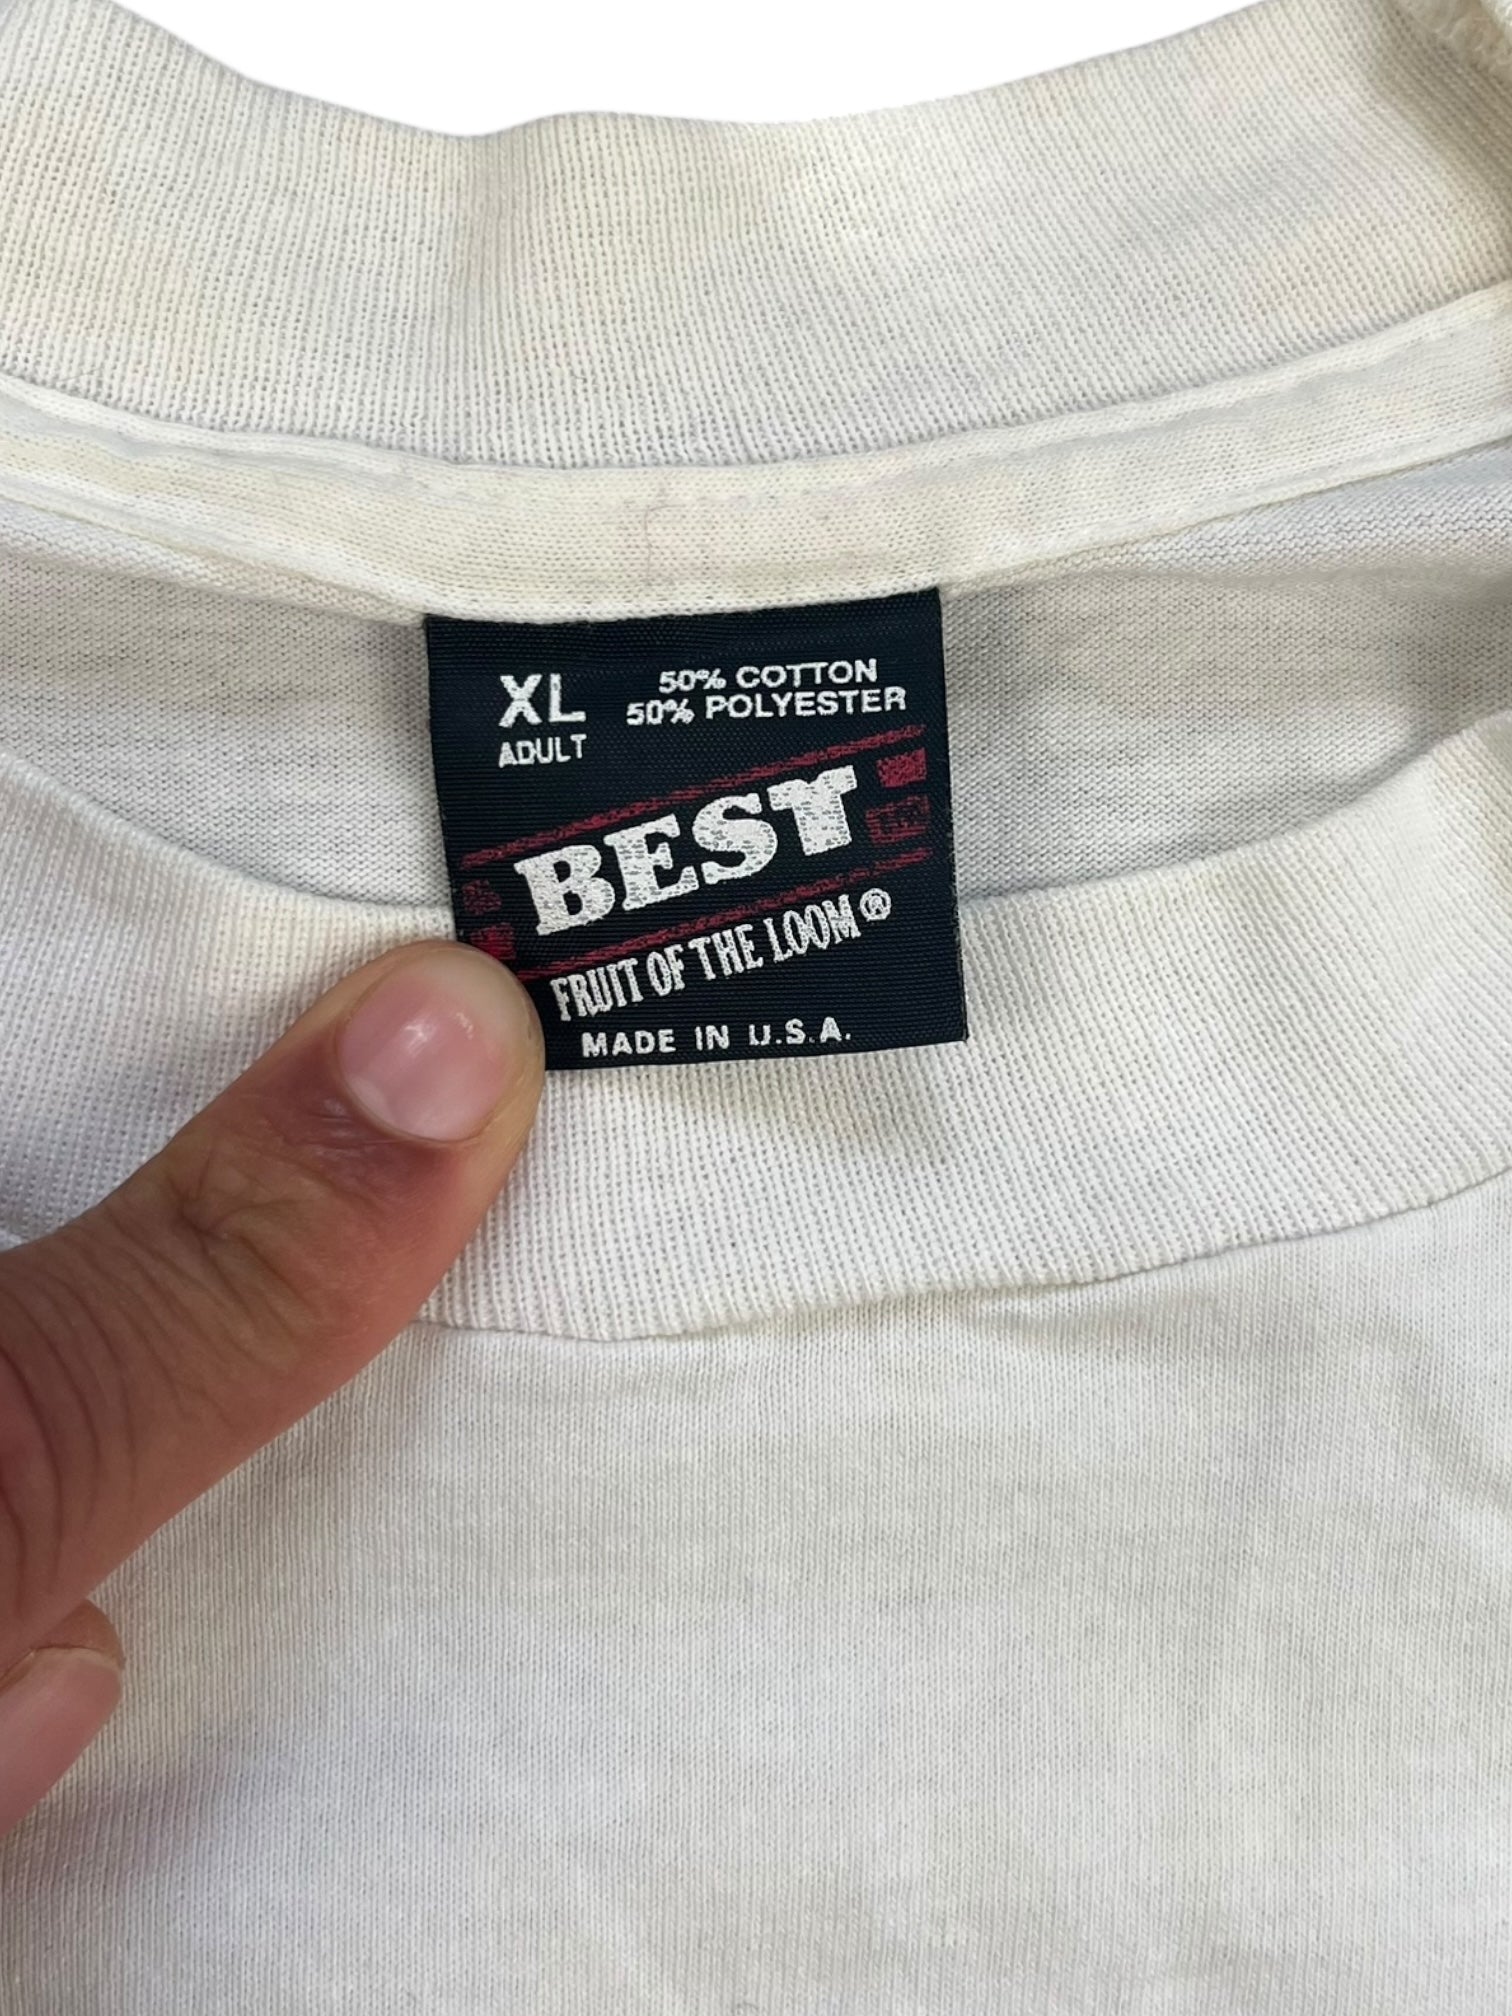 XL
ADULT
50% COTTON
50% POLYESTER
BEST
FRUIT OF THE LOOM®
MADE IN U.S.A.